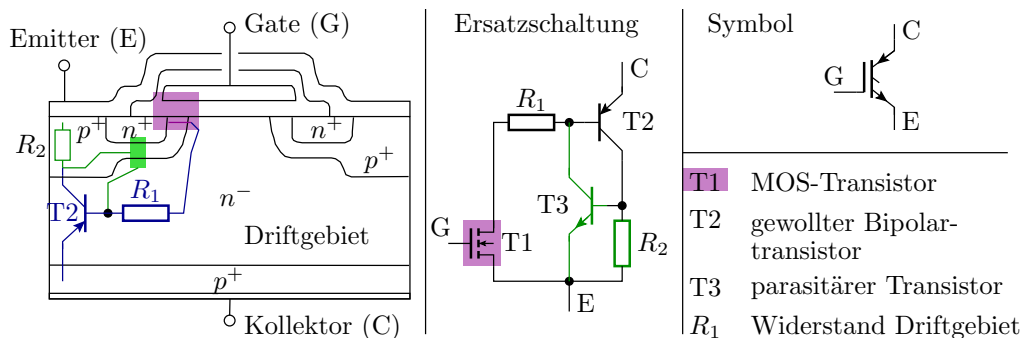 Gate (G)
Emitter (E)
p⁺
n⁺
n⁺
R₂
p⁺
R₁
n⁻
T2
Driftgebiet
p⁺
Kollektor (C)
Ersatzschaltung
C
R₁
T2
T3
G
T1
R₂
E
Symbol
C
G
E
T1 MOS-Transistor
T2 gewollter Bipolar-
transistor
T3 parasitärer Transistor
R₁ Widerstand Driftgebiet